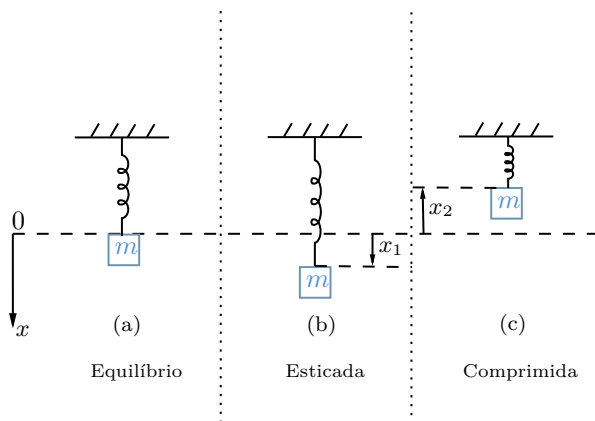 0
m
m
m
x₁
x₂
x
(a)
(b)
(c)
Equilíbrio
Esticada
Comprimida